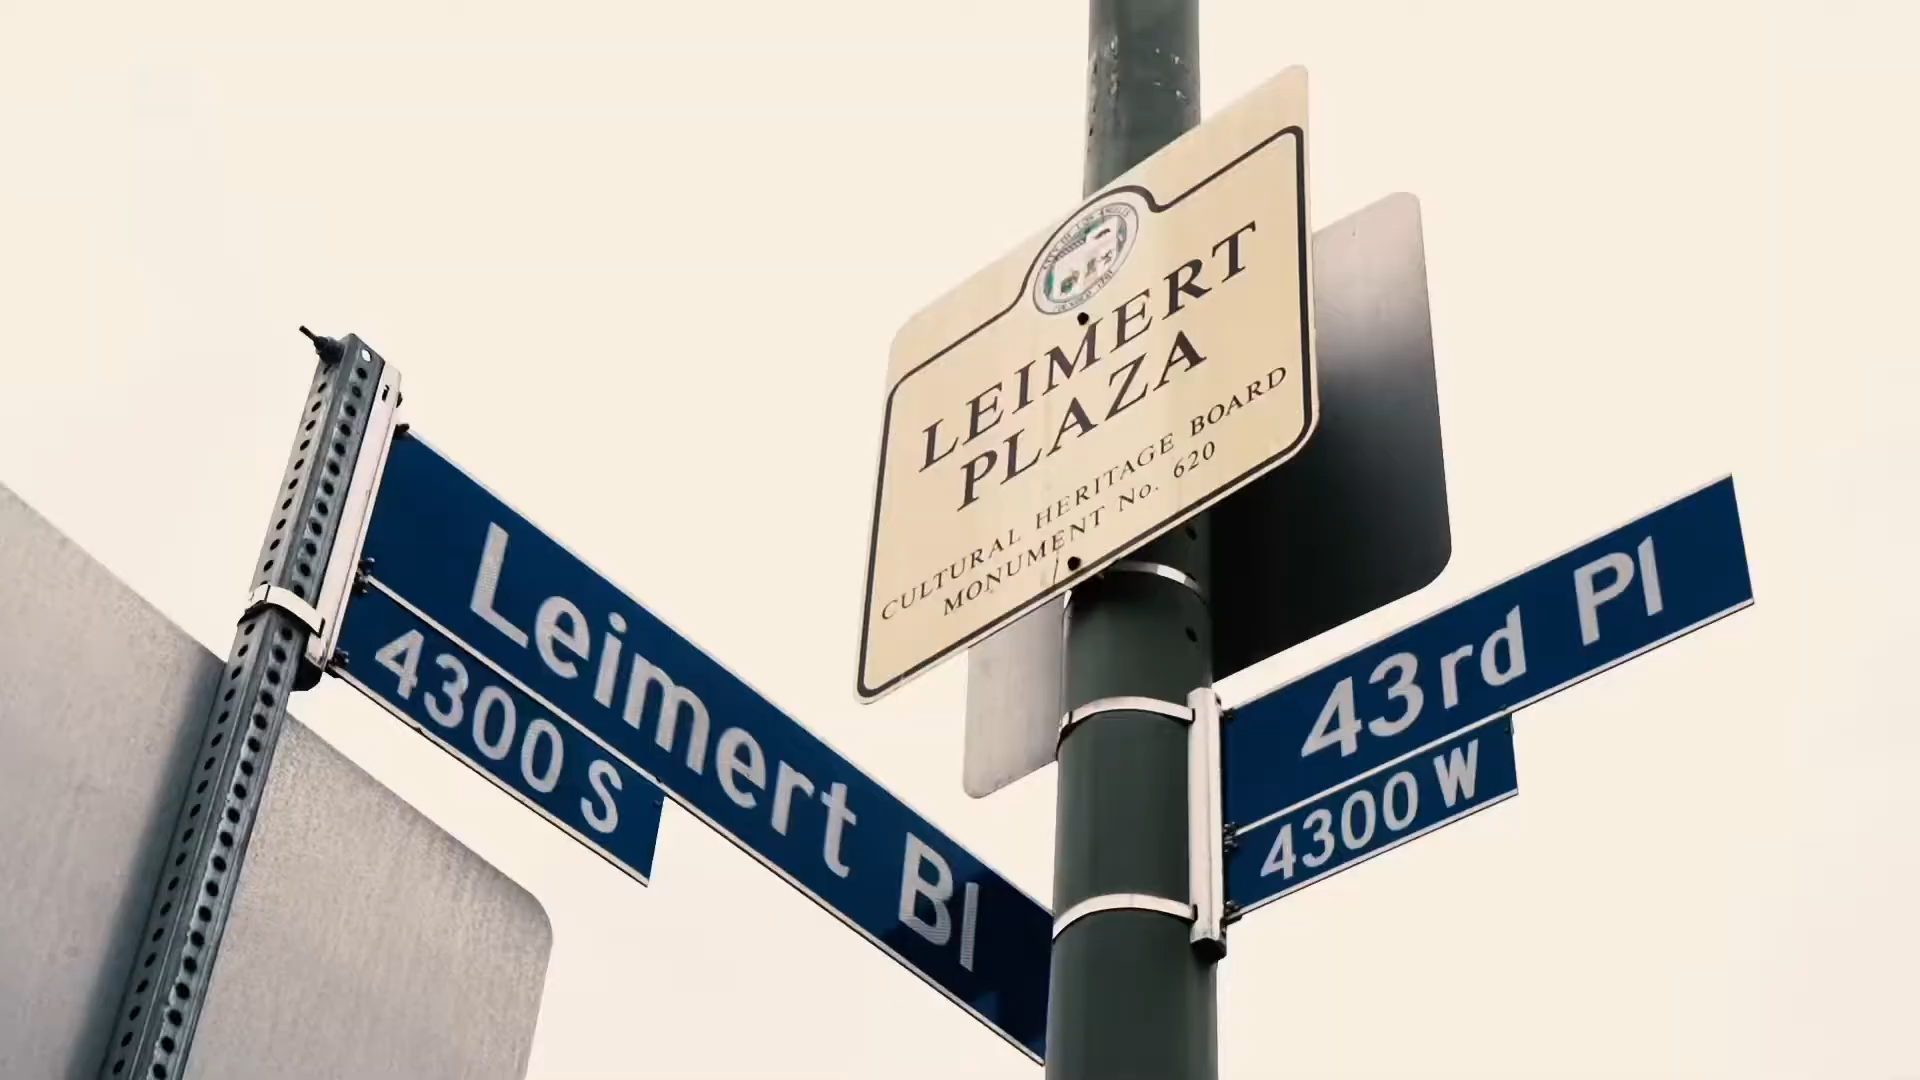 LEIMERT
PLAZA
CULTURAL HERITAGE BOARD
MONUMENT No. 620
Leimert Bl
4300 S
43rd Pl
4300 W